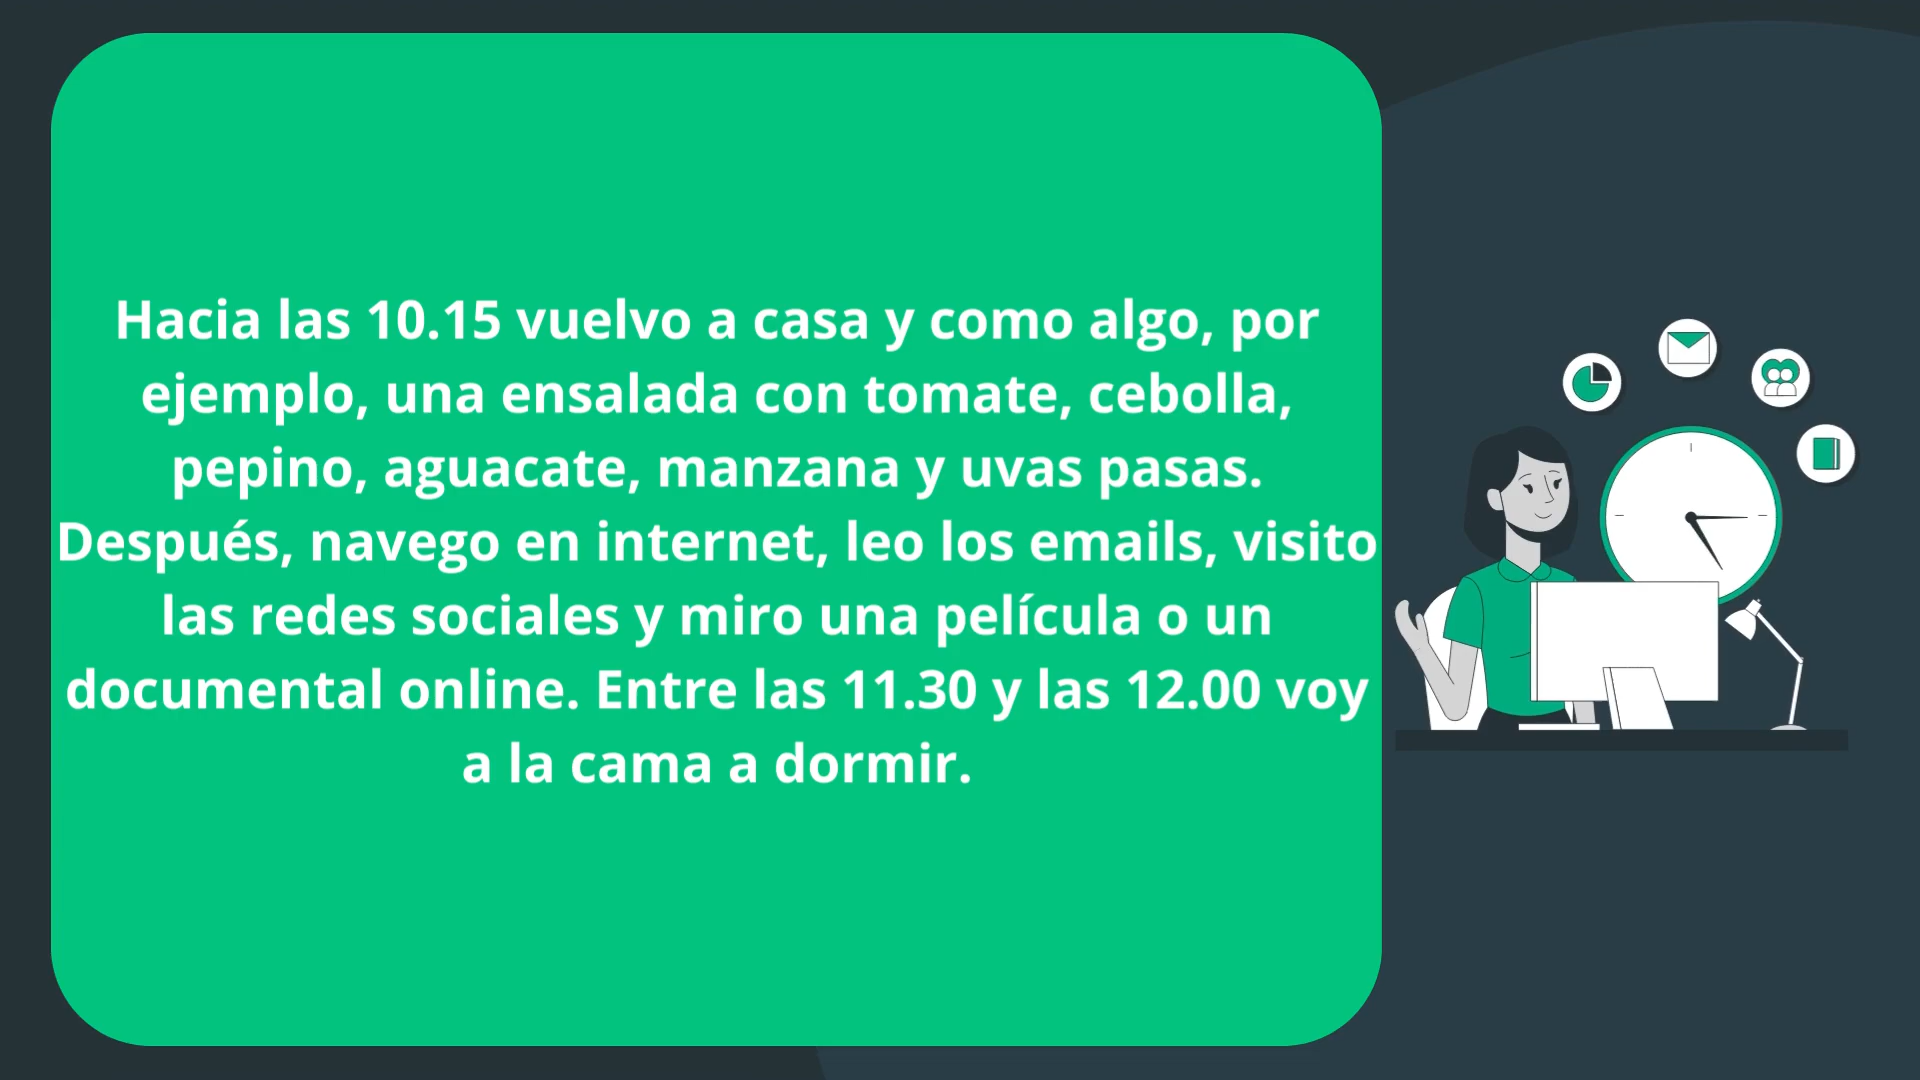 Hacia las 10.15 vuelvo a casa y como algo, por
ejemplo, una ensalada con tomate, cebolla,
pepino, aguacate, manzana y uvas pasas.
Después, navego en internet, leo los emails, visito
las redes sociales y miro una película o un
documental online. Entre las 11.30 y las 12.00 voy
a la cama a dormir.